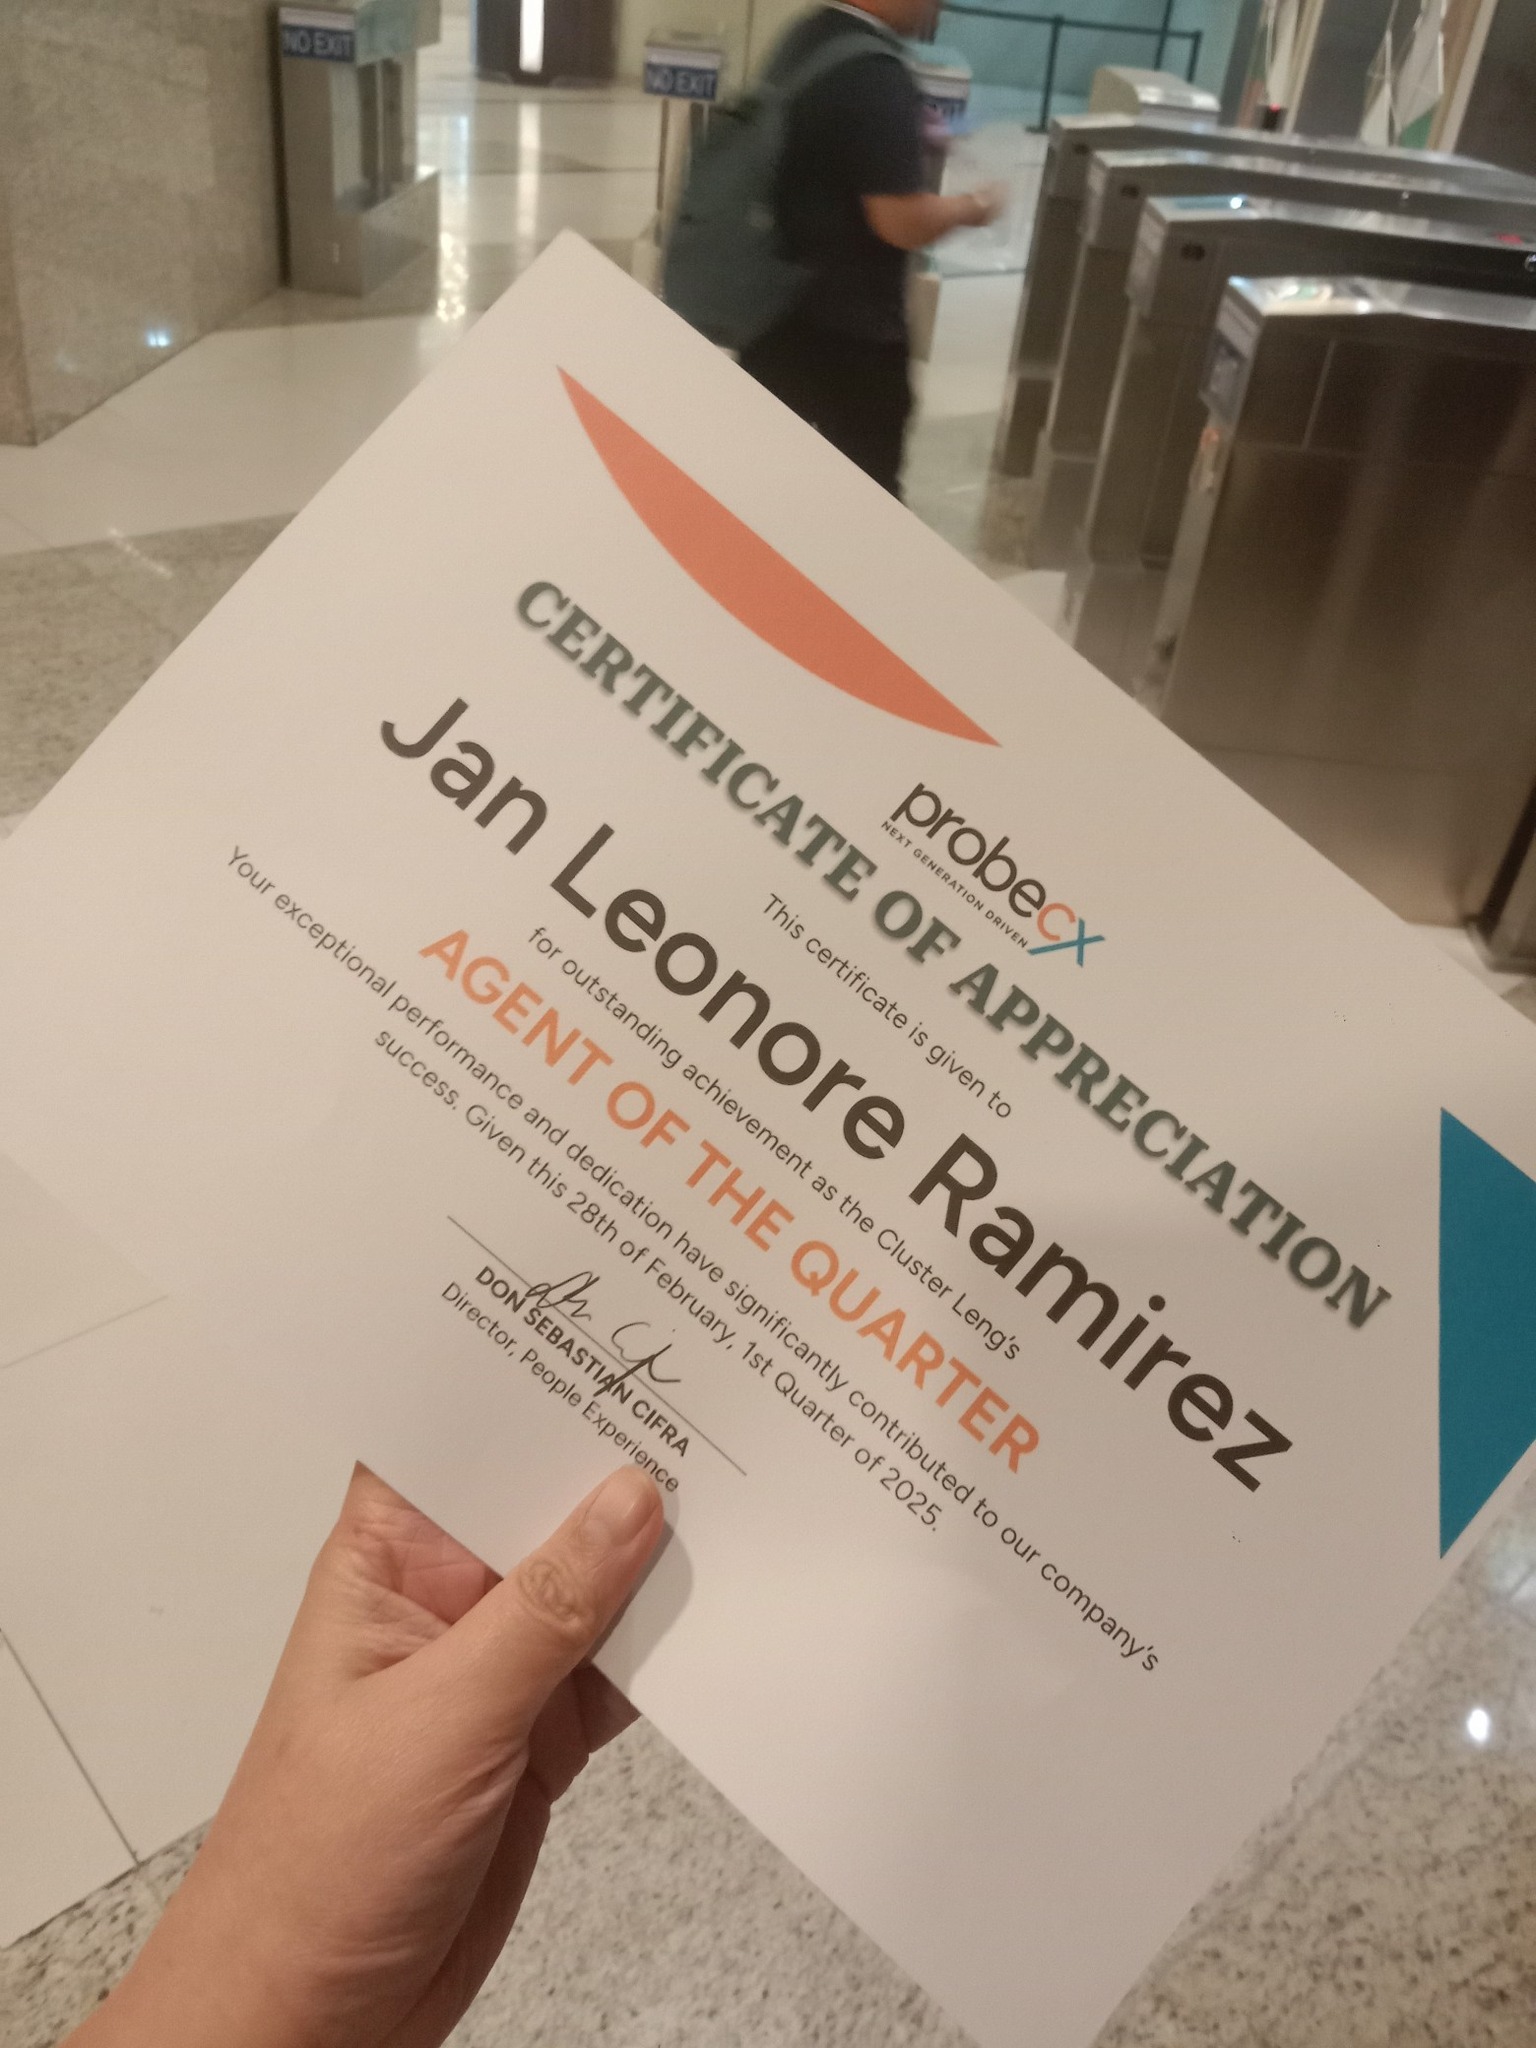 NO EXIT
NO EXIT
probecx
NEXT GENERATION DRIVEN
CERTIFICATE OF APPRECIATION
This certificate is given to
Jan Leonore Ramirez
for outstanding achievement as the Cluster Leng's
AGENT OF THE QUARTER
Your exceptional performance and dedication have significantly contributed to our company's
success. Given this 28th of February, 1st Quarter of 2025.
DON SEBASTIAN CIFRA
Director, People Experience